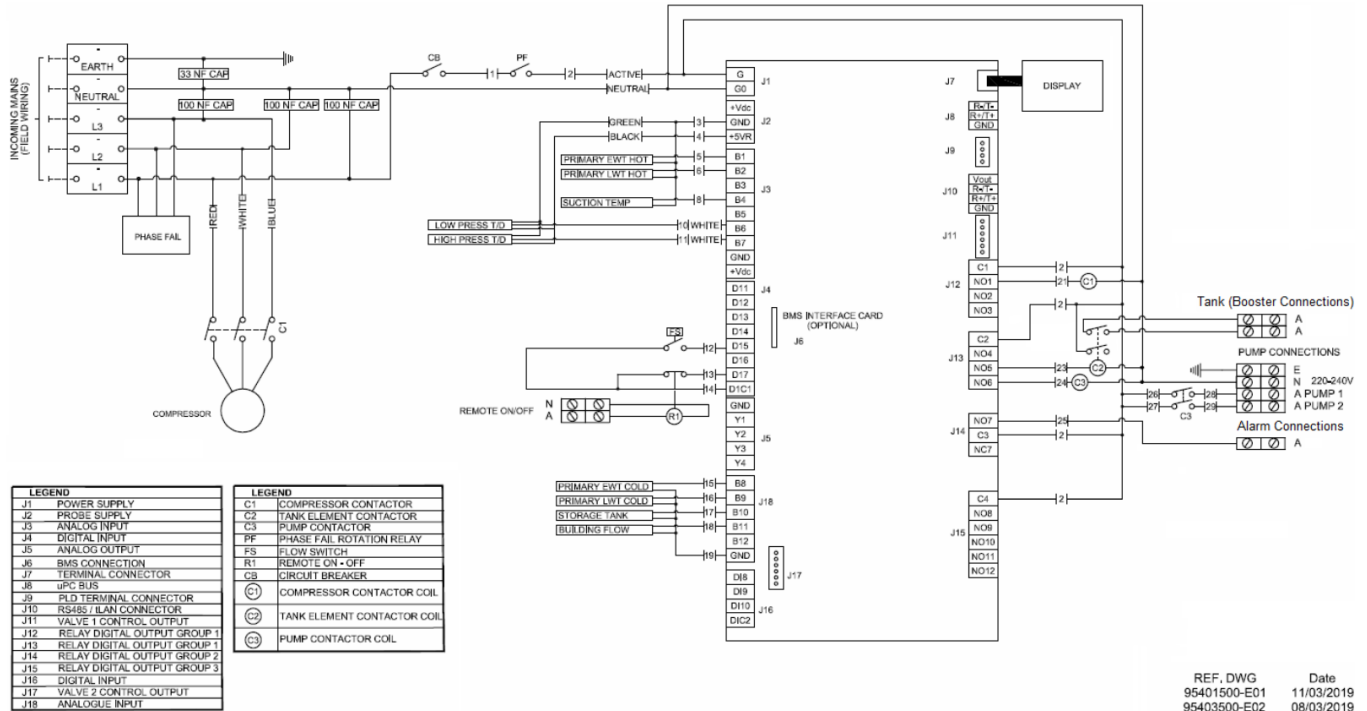 INCOMING MAINS
(FIELD WIRING)
EARTH
NEUTRAL
L3
L2
L1
33 NF CAP
100 NF CAP
100 NF CAP
100 NF CAP
PHASE FAIL
RED
WHITE
BLUE
C1
COMPRESSOR
CB
1
PF
2
ACTIVE
NEUTRAL
GREEN
3
BLACK
4
PRIMARY EWT HOT
5
PRIMARY LWT HOT
6
SUCTION TEMP
8
LOW PRESS T/D
10 WHITE
HIGH PRESS T/D
11 WHITE
FS
12
13
14
REMOTE ON/OFF
N
A
R1
PRIMARY EWT COLD
15
PRIMARY LWT COLD
16
STORAGE TANK
17
BUILDING FLOW
18
19
G
G0
J1
+Vdc
GND
+5VR
J2
B1
B2
B3
B4
B5
B6
B7
GND
+Vdc
J3
D11
D12
D13
D14
D15
D16
D17
D1C1
J4
GND
Y1
Y2
Y3
Y4
J5
B8
B9
B10
B11
B12
GND
J18
J17
DI8
DI9
DI10
DIC2
J16
BMS INTERFACE CARD
(OPTIONAL)
J6
J7
DISPLAY
J8
R-/T-
R+/T+
GND
J9
J10
Vout
R-/T-
R+/T+
GND
J11
J12
C1
NO1
NO2
NO3
J13
C2
NO4
NO5
NO6
J14
NO7
C3
NC7
J15
C4
NO8
NO9
NO10
NO11
NO12
2
21
C1
2
23
C2
24
C3
25
2
2
26
28
27
29
C3
Tank (Booster Connections)
A
A
PUMP CONNECTIONS
E
N 220-240V
A PUMP 1
A PUMP 2
Alarm Connections
A
LEGEND
J1 POWER SUPPLY
J2 PROBE SUPPLY
J3 ANALOG INPUT
J4 DIGITAL INPUT
J5 ANALOG OUTPUT
J6 BMS CONNECTION
J7 TERMINAL CONNECTOR
J8 uPC BUS
J9 PLD TERMINAL CONNECTOR
J10 RS485 / tLAN CONNECTOR
J11 VALVE 1 CONTROL OUTPUT
J12 RELAY DIGITAL OUTPUT GROUP 1
J13 RELAY DIGITAL OUTPUT GROUP 1
J14 RELAY DIGITAL OUTPUT GROUP 2
J15 RELAY DIGITAL OUTPUT GROUP 3
J16 DIGITAL INPUT
J17 VALVE 2 CONTROL OUTPUT
J18 ANALOGUE INPUT
LEGEND
C1 COMPRESSOR CONTACTOR
C2 TANK ELEMENT CONTACTOR
C3 PUMP CONTACTOR
PF PHASE FAIL ROTATION RELAY
FS FLOW SWITCH
R1 REMOTE ON - OFF
CB CIRCUIT BREAKER
C1 COMPRESSOR CONTACTOR COIL
C2 TANK ELEMENT CONTACTOR COIL
C3 PUMP CONTACTOR COIL
REF, DWG Date
95401500-E01 11/03/2019
95403500-E02 08/03/2019